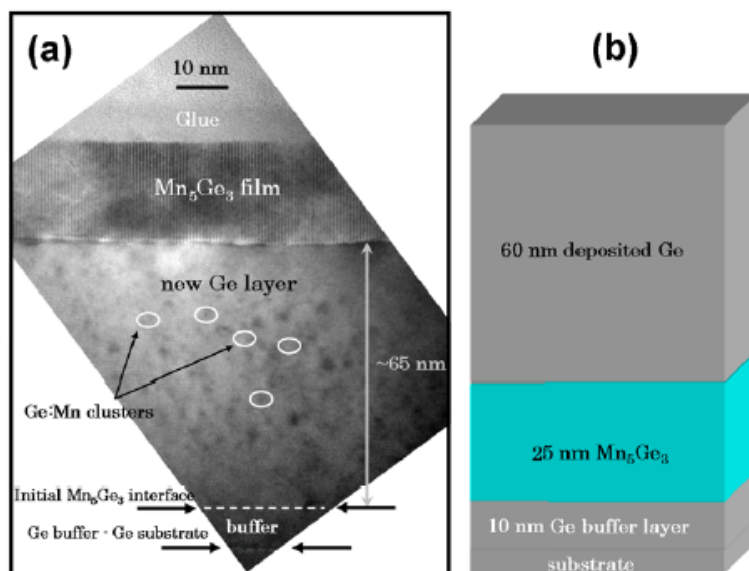 (a)
10 nm
Glue
Mn₅Ge₃ film
new Ge layer
~65 nm
Ge:Mn clusters
Initial Mn₅Ge₃ interface
buffer
Ge buffer - Ge substrate
(b)
60 nm deposited Ge
25 nm Mn₅Ge₃
10 nm Ge buffer layer
substrate